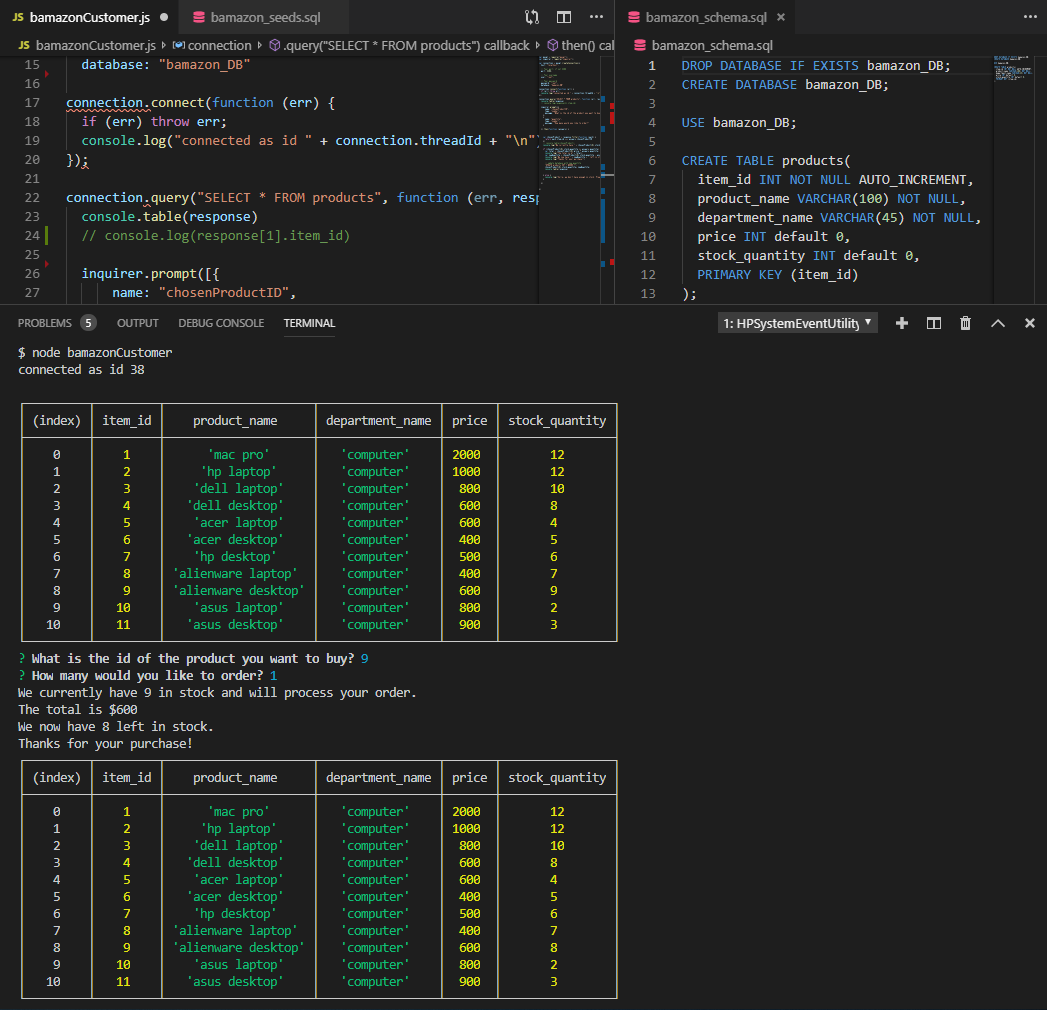 JS bamazonCustomer.js ● bamazon_seeds.sql
JS bamazonCustomer.js › connection › .query("SELECT * FROM products") callback › then() cal
15 database: "bamazon_DB"
16
17 connection.connect(function (err) {
18 if (err) throw err;
19 console.log("connected as id " + connection.threadId + "\n")
20 });
21
22 connection.query("SELECT * FROM products", function (err, resp
23 console.table(response)
24 // console.log(response[1].item_id)
25
26 inquirer.prompt([{
27 name: "chosenProductID",
bamazon_schema.sql ×
bamazon_schema.sql
1 DROP DATABASE IF EXISTS bamazon_DB;
2 CREATE DATABASE bamazon_DB;
3
4 USE bamazon_DB;
5
6 CREATE TABLE products(
7 item_id INT NOT NULL AUTO_INCREMENT,
8 product_name VARCHAR(100) NOT NULL,
9 department_name VARCHAR(45) NOT NULL,
10 price INT default 0,
11 stock_quantity INT default 0,
12 PRIMARY KEY (item_id)
13 );
PROBLEMS 5 OUTPUT DEBUG CONSOLE TERMINAL 1: HPSystemEventUtility
$ node bamazonCustomer
connected as id 38
(index) item_id product_name department_name price stock_quantity
0 1 'mac pro' 'computer' 2000 12
1 2 'hp laptop' 'computer' 1000 12
2 3 'dell laptop' 'computer' 800 10
3 4 'dell desktop' 'computer' 600 8
4 5 'acer laptop' 'computer' 600 4
5 6 'acer desktop' 'computer' 400 5
6 7 'hp desktop' 'computer' 500 6
7 8 'alienware laptop' 'computer' 400 7
8 9 'alienware desktop' 'computer' 600 9
9 10 'asus laptop' 'computer' 800 2
10 11 'asus desktop' 'computer' 900 3
? What is the id of the product you want to buy? 9
? How many would you like to order? 1
We currently have 9 in stock and will process your order.
The total is $600
We now have 8 left in stock.
Thanks for your purchase!
(index) item_id product_name department_name price stock_quantity
0 1 'mac pro' 'computer' 2000 12
1 2 'hp laptop' 'computer' 1000 12
2 3 'dell laptop' 'computer' 800 10
3 4 'dell desktop' 'computer' 600 8
4 5 'acer laptop' 'computer' 600 4
5 6 'acer desktop' 'computer' 400 5
6 7 'hp desktop' 'computer' 500 6
7 8 'alienware laptop' 'computer' 400 7
8 9 'alienware desktop' 'computer' 600 8
9 10 'asus laptop' 'computer' 800 2
10 11 'asus desktop' 'computer' 900 3